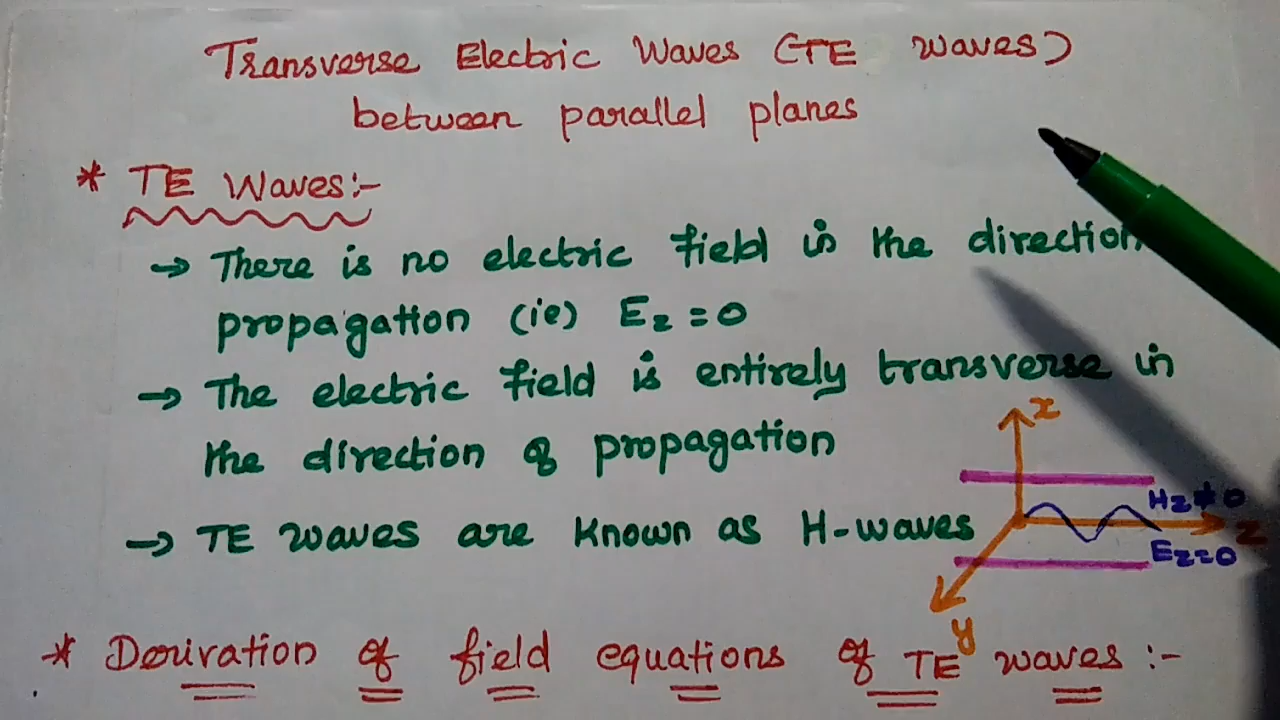 Transverse Electric Waves (TE waves)
between parallel planes
* TE Waves:-
→ There is no electric field in the direction
propagation (ie) Ez = 0
→ The electric field is entirely transverse in
the direction of propagation
→ TE waves are known as H-waves
x
Hz ≠ 0
z
Ez = 0
y
* Derivation of field equations of TE waves :-